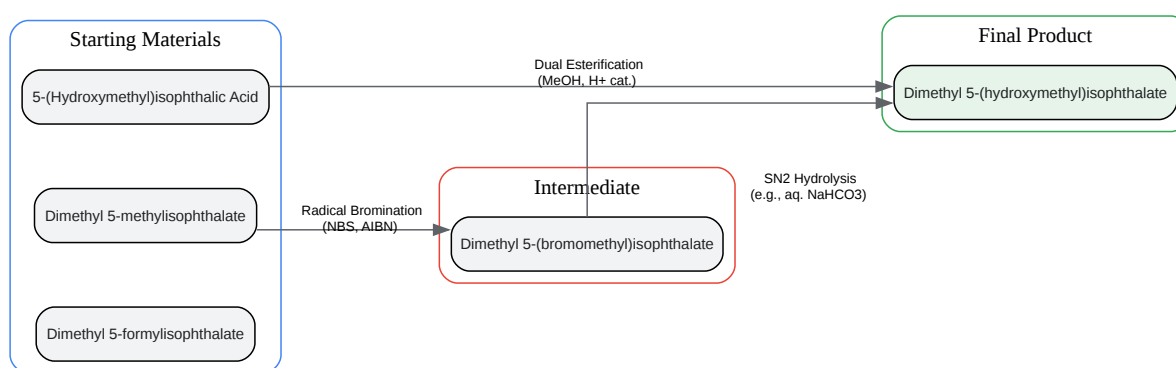 Starting Materials
5-(Hydroxymethyl)isophthalic Acid
Dimethyl 5-methylisophthalate
Dimethyl 5-formylisophthalate
Dual Esterification
(MeOH, H+ cat.)
Radical Bromination
(NBS, AIBN)
Intermediate
Dimethyl 5-(bromomethyl)isophthalate
SN2 Hydrolysis
(e.g., aq. NaHCO3)
Final Product
Dimethyl 5-(hydroxymethyl)isophthalate